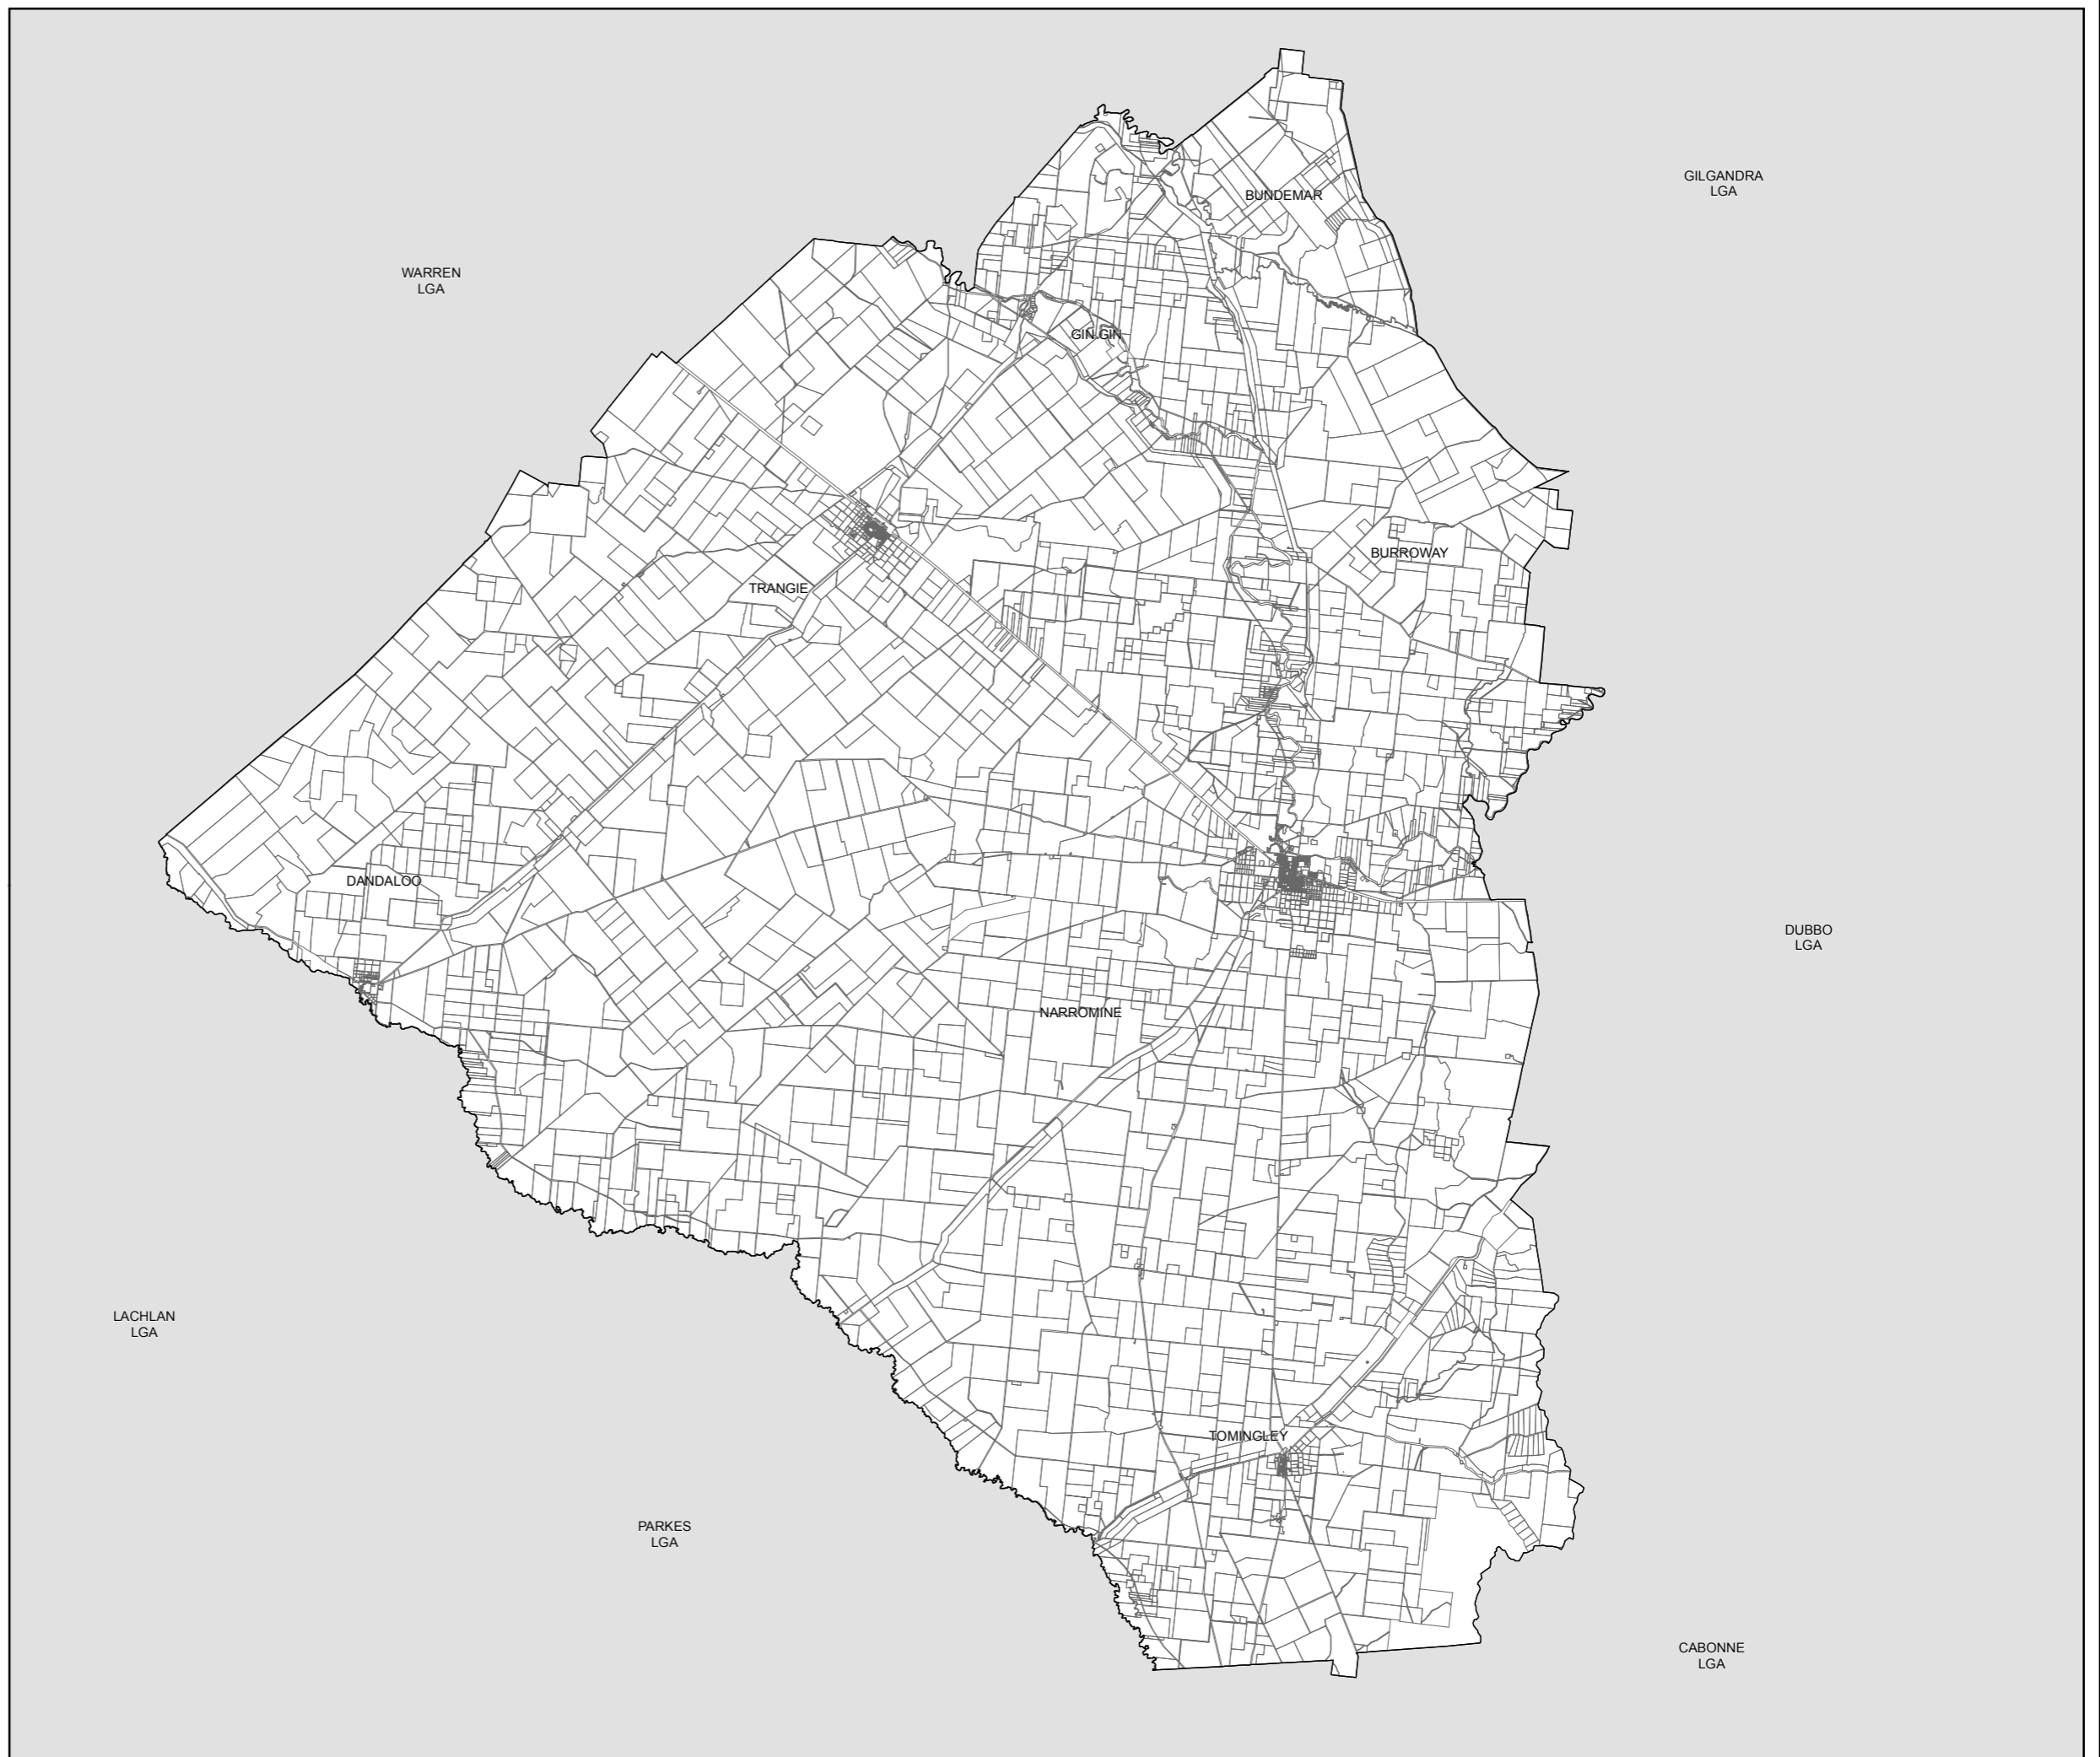 GILGANDRA
LGA
BUNDEMAR
WARREN
LGA
GIN GIN
BURROWAY
TRANGIE
DANDALOO
DUBBO
LGA
NARROMINE
LACHLAN
LGA
TOMINGLEY
PARKES
LGA
CABONNE
LGA